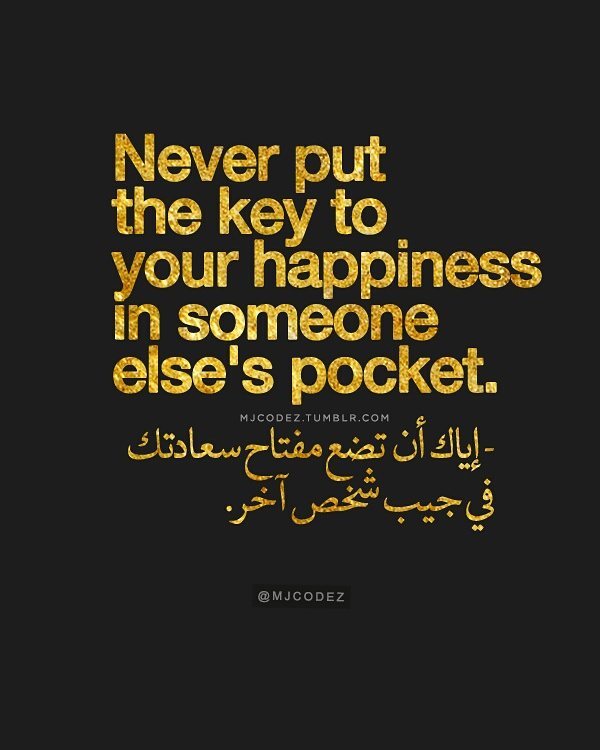 Never put
the key to
your happiness
in someone
else's pocket.
MJCODEZ.TUMBLR.COM
- إياك أن تضع مفتاح سعادتك
في جيب شخص آخر.
@MJCODEZ